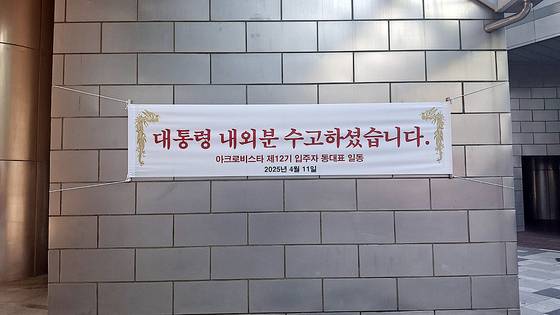 대통령 내외분 수고하셨습니다.
아크로비스타 제12기 입주자 동대표 일동
2025년 4월 11일